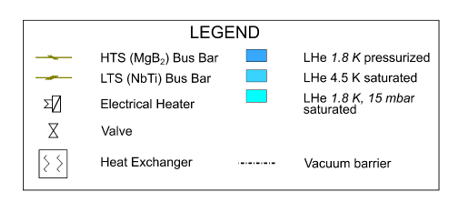 LEGEND
HTS (MgB₂) Bus Bar
LTS (NbTi) Bus Bar
Electrical Heater
Valve
Heat Exchanger
LHe 1.8 K pressurized
LHe 4.5 K saturated
LHe 1.8 K, 15 mbar
saturated
Vacuum barrier